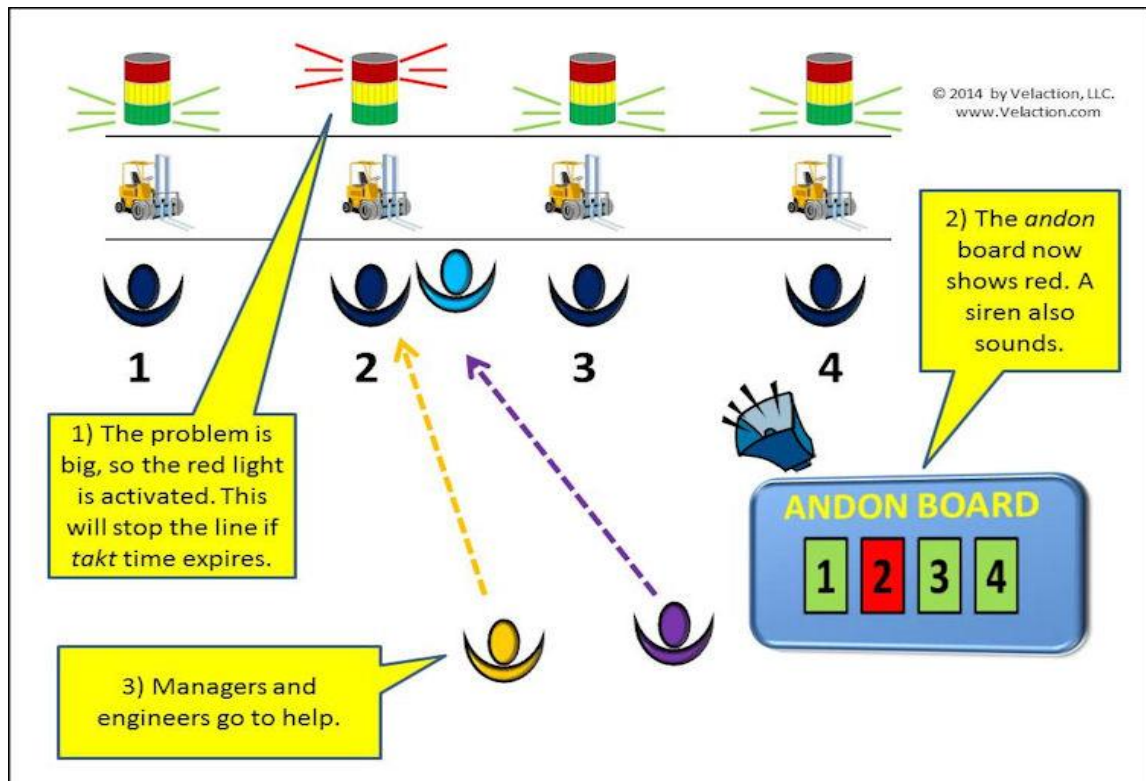 © 2014 by Velaction, LLC.
www.Velaction.com
2) The andon
board now
shows red. A
siren also
sounds.
1
2
3
4
1) The problem is
big, so the red light
is activated. This
will stop the line if
takt time expires.
ANDON BOARD
1 2 3 4
3) Managers and
engineers go to help.